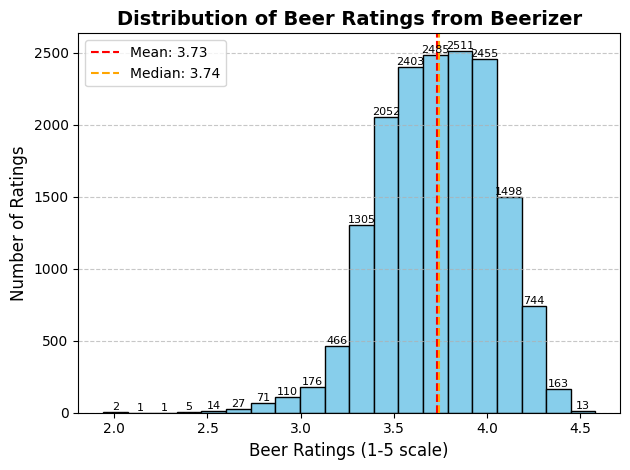 Distribution of Beer Ratings from Beerizer
Mean: 3.73
Median: 3.74
Number of Ratings
2500
2000
1500
1000
500
0
2 1 1 5 14 27 71 110 176 466 1305 2052 2403 2485 2511 2455 1498 744 163 13
2.0 2.5 3.0 3.5 4.0 4.5
Beer Ratings (1-5 scale)